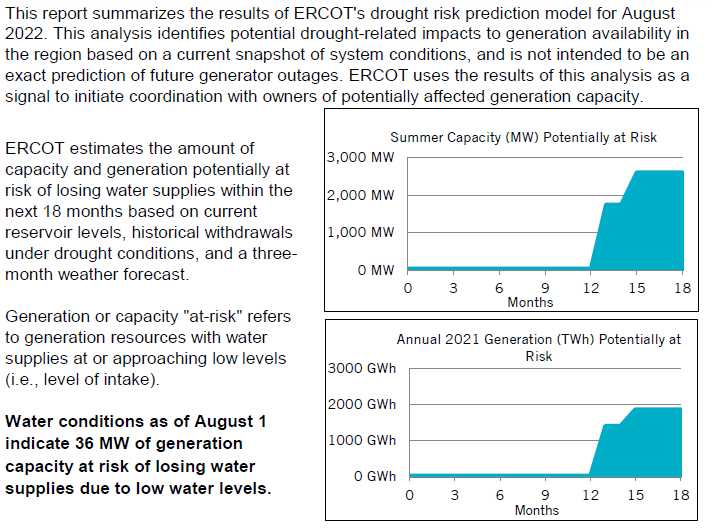 This report summarizes the results of ERCOT's drought risk prediction model for August
2022. This analysis identifies potential drought-related impacts to generation availability in
the region based on a current snapshot of system conditions, and is not intended to be an
exact prediction of future generator outages. ERCOT uses the results of this analysis as a
signal to initiate coordination with owners of potentially affected generation capacity.
ERCOT estimates the amount of
capacity and generation potentially at
risk of losing water supplies within the
next 18 months based on current
reservoir levels, historical withdrawals
under drought conditions, and a three-
month weather forecast.
Generation or capacity "at-risk" refers
to generation resources with water
supplies at or approaching low levels
(i.e., level of intake).
Water conditions as of August 1
indicate 36 MW of generation
capacity at risk of losing water
supplies due to low water levels.
Summer Capacity (MW) Potentially at Risk
3,000 MW
2,000 MW
1,000 MW
0 MW
0 3 6 9 12 15 18
Months
Annual 2021 Generation (TWh) Potentially at
Risk
3000 GWh
2000 GWh
1000 GWh
0 GWh
0 3 6 9 12 15 18
Months